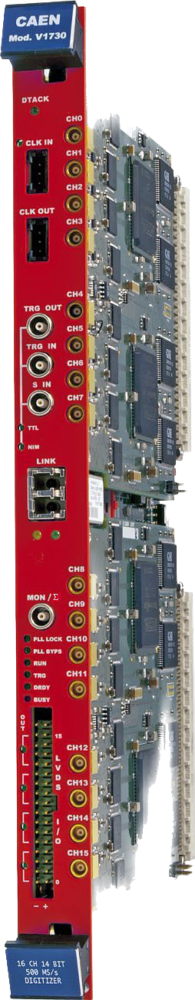 CAEN
Mod. V1730
DTACK
CH0
CLK IN
CH1
CH2
CLK OUT
CH3
CH4
TRG OUT
CH5
TRG IN
CH6
S IN
CH7
TTL
NIM
LINK
CH8
MON /Σ
CH9
PLL LOCK
CH10
PLL BYPS
RUN
TRG
CH11
DRDY
BUSY
OUT
15
CH12
LVDS
CH13
I/O
CH14
CH15
0
− +
16 CH 14 BIT
500 MS/s
DIGITIZER